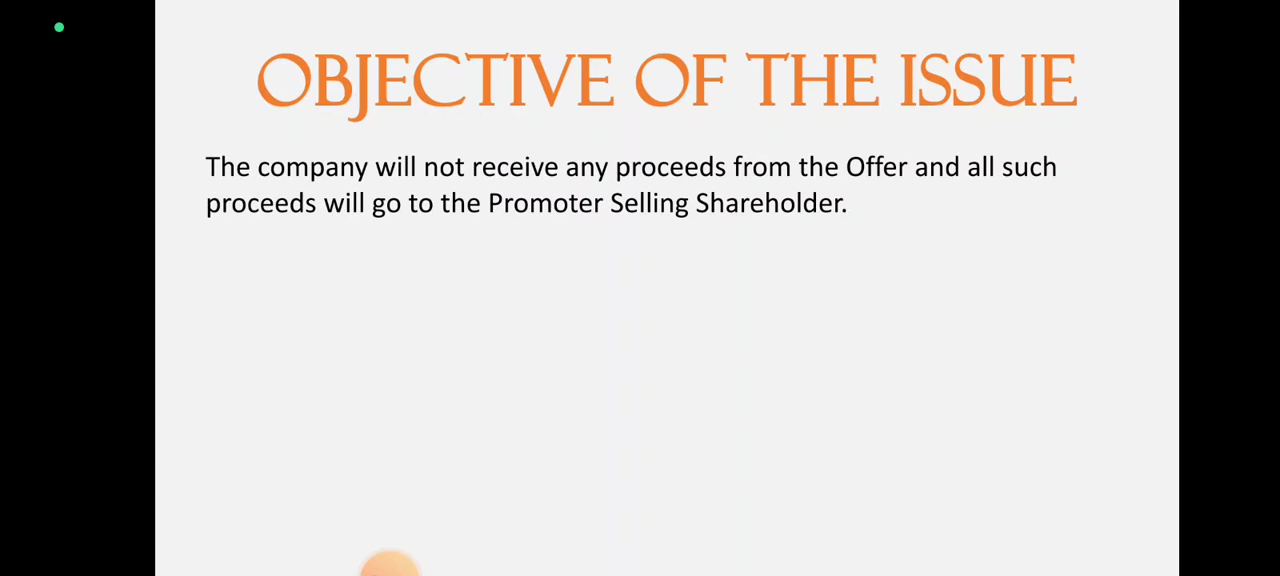 OBJECTIVE OF THE ISSUE
The company will not receive any proceeds from the Offer and all such
proceeds will go to the Promoter Selling Shareholder.